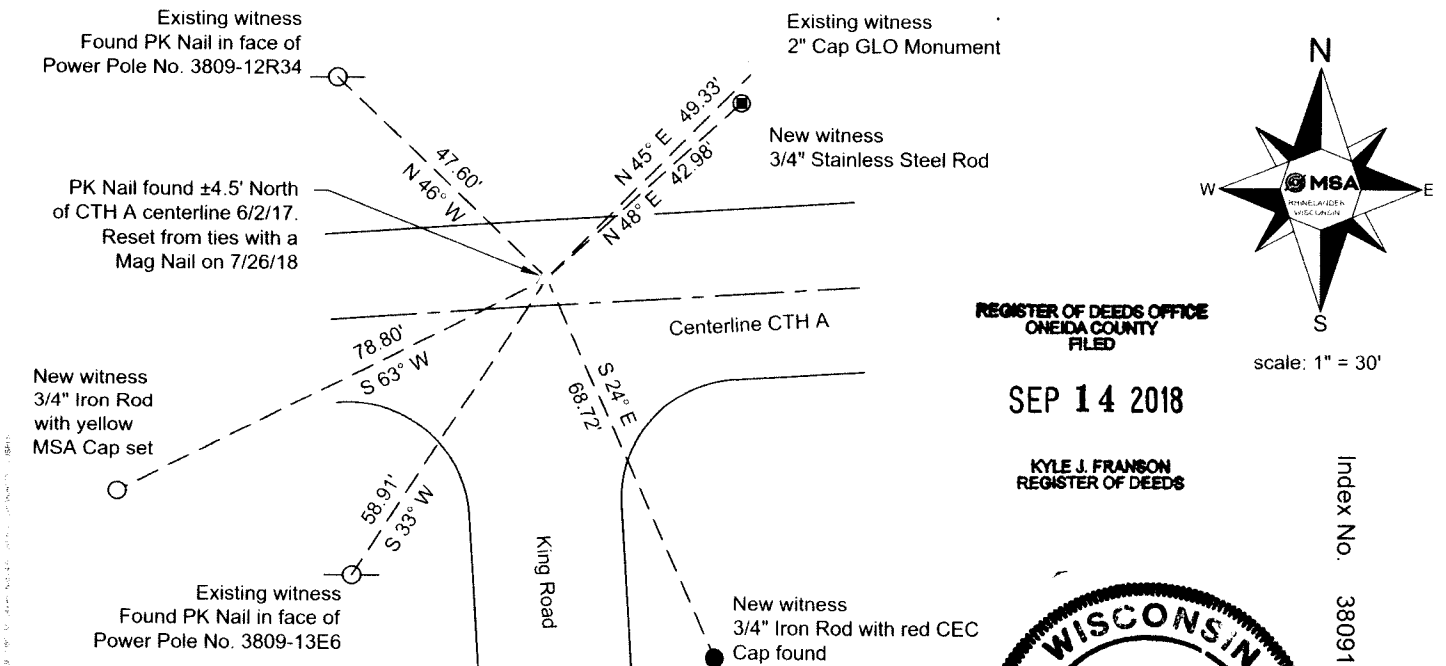 Existing witness
Found PK Nail in face of
Power Pole No. 3809-12R34
Existing witness
2" Cap GLO Monument
New witness
3/4" Stainless Steel Rod
N 45° E 49.33'
N 48° E 42.98'
47.60'
N 46° W
PK Nail found ±4.5' North
of CTH A centerline 6/2/17.
Reset from ties with a
Mag Nail on 7/26/18
N
W
E
S
MSA
RHINELANDER
WISCONSIN
scale: 1" = 30'
Centerline CTH A
REGISTER OF DEEDS OFFICE
ONEIDA COUNTY
FILED
SEP 14 2018
KYLE J. FRANSON
REGISTER OF DEEDS
78.80'
S 63° W
New witness
3/4" Iron Rod
with yellow
MSA Cap set
58.91'
S 33° W
S 24° E
68.72'
King Road
Existing witness
Found PK Nail in face of
Power Pole No. 3809-13E6
New witness
3/4" Iron Rod with red CEC
Cap found
WISCONSIN
Index No. 38091